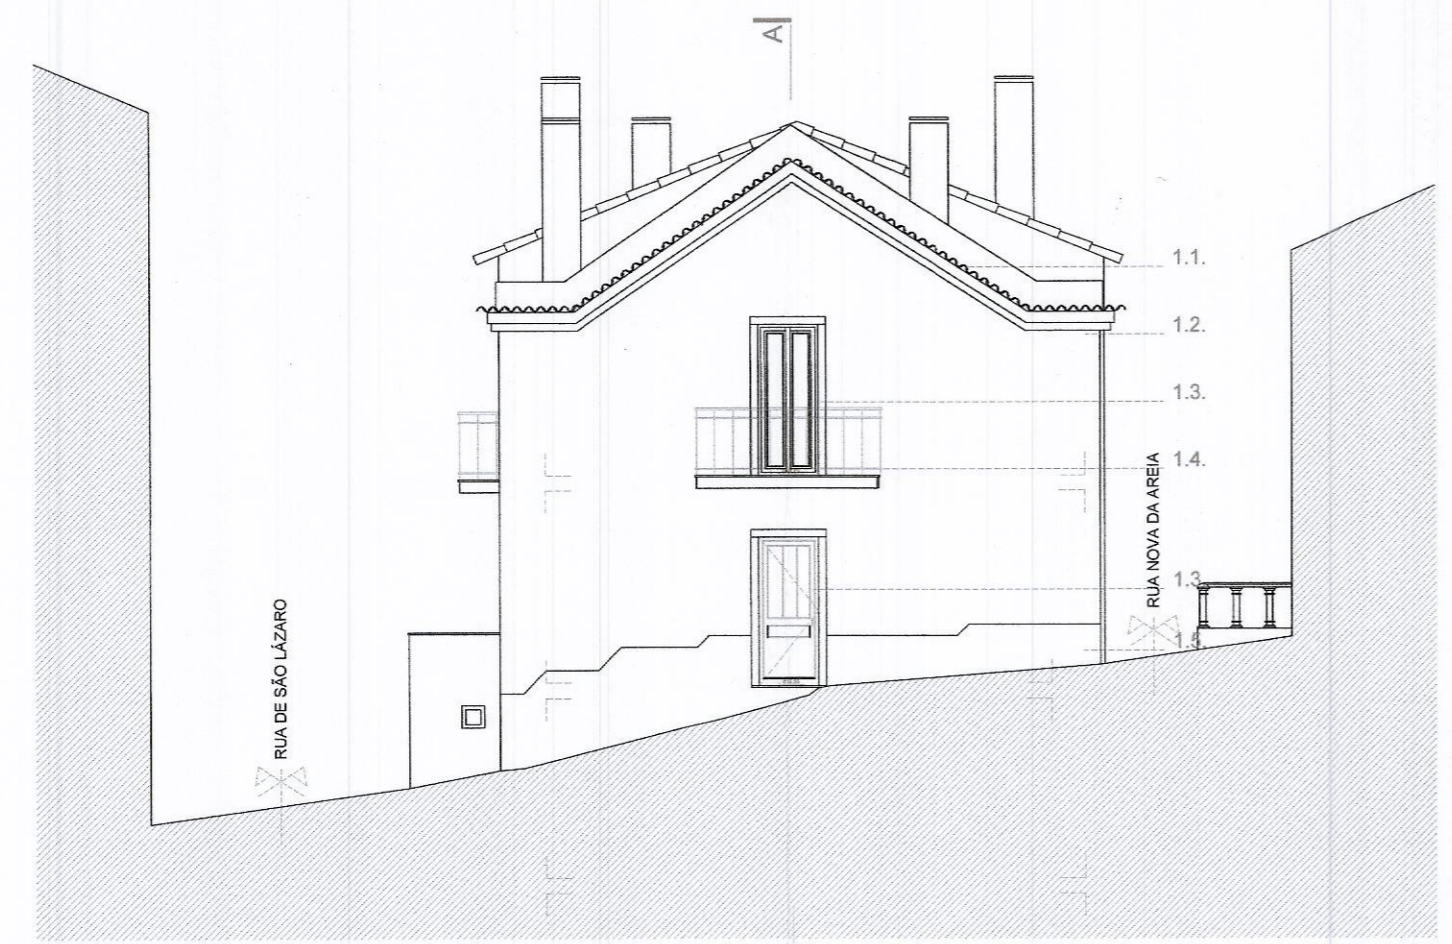 A
1.1.
1.2.
1.3.
1.4.
RUA NOVA DA AREIA
1.3.
RUA DE SÃO LÁZARO
1.5.